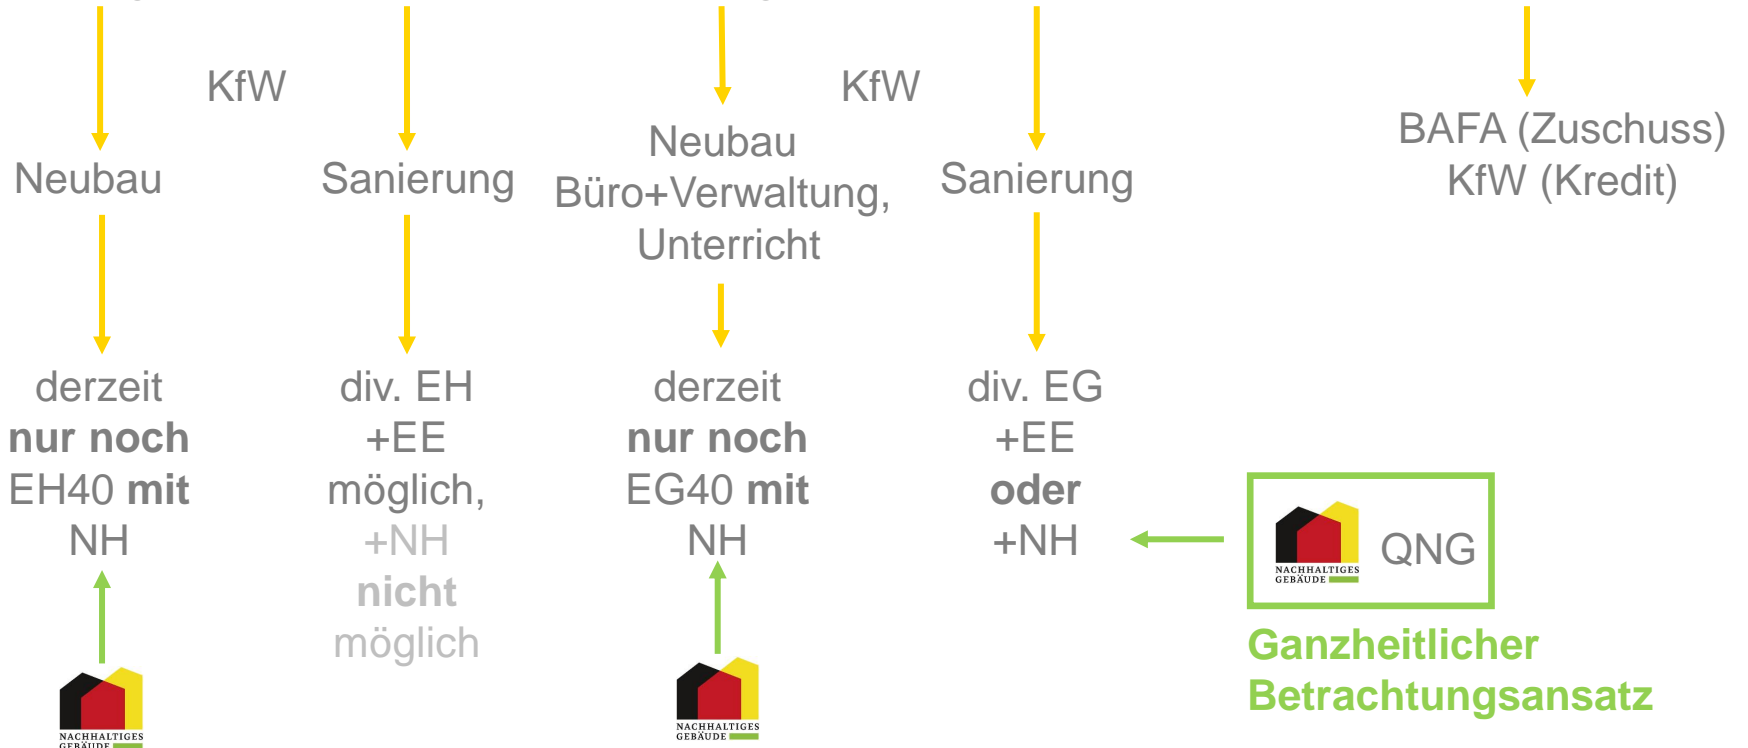 KfW
KfW
BAFA (Zuschuss)
KfW (Kredit)
Neubau
Sanierung
Neubau
Büro+Verwaltung,
Unterricht
Sanierung
derzeit
nur noch
EH40 mit
NH
div. EH
+EE
möglich,
+NH
nicht
möglich
derzeit
nur noch
EG40 mit
NH
div. EG
+EE
oder
+NH
NACHHALTIGES
GEBÄUDE
QNG
Ganzheitlicher
Betrachtungsansatz
NACHHALTIGES
GEBÄUDE
NACHHALTIGES
GEBÄUDE